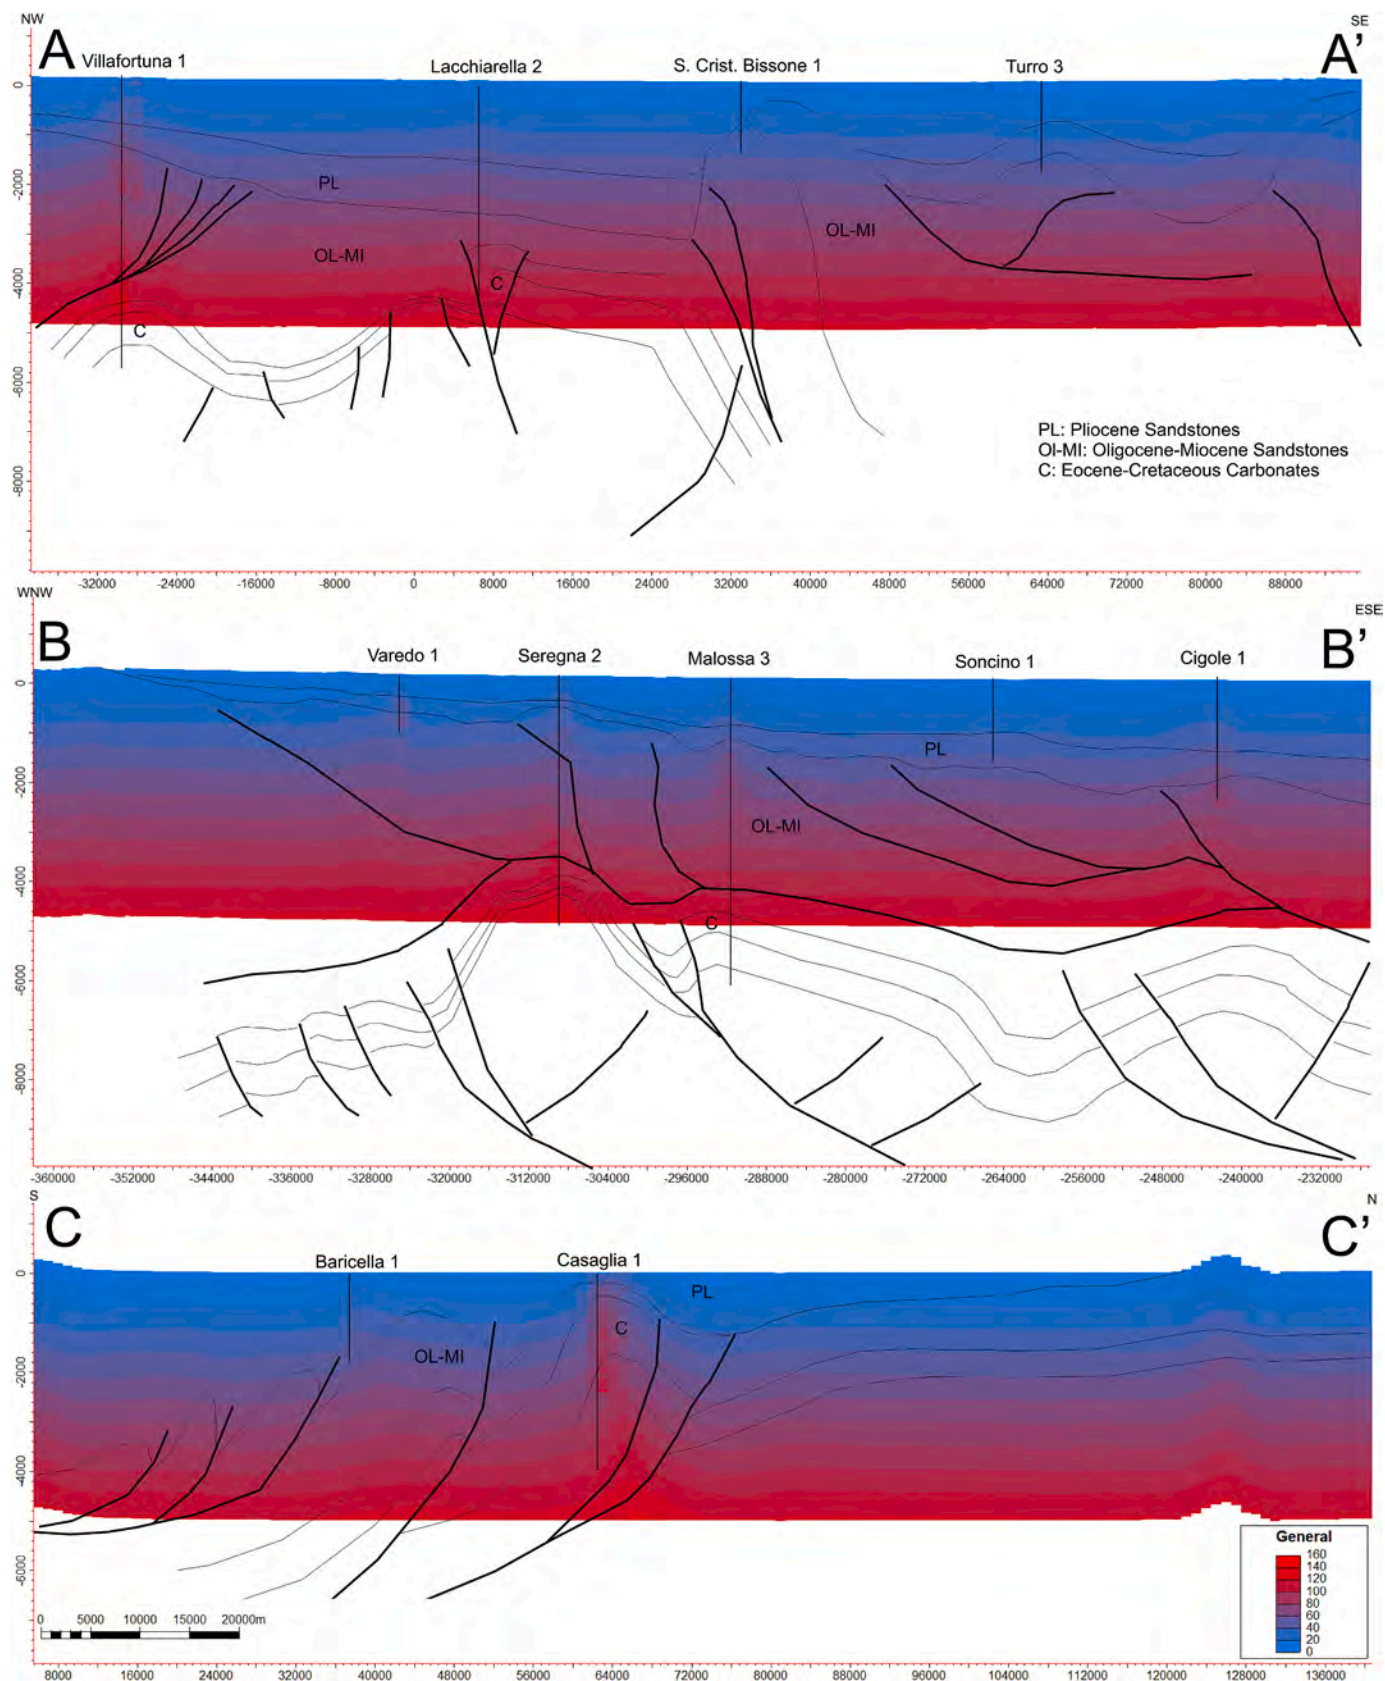 NW
SE
A
A’
Villafortuna 1
Lacchiarella 2
S. Crist. Bissone 1
Turro 3
0
-2000
-4000
-6000
-8000
PL
OL-MI
OL-MI
C
C
PL: Pliocene Sandstones
Ol-MI: Oligocene-Miocene Sandstones
C: Eocene-Cretaceous Carbonates
-32000 -24000 -16000 -8000 0 8000 16000 24000 32000 40000 48000 56000 64000 72000 80000 88000
WNW
ESE
B
B’
Varedo 1
Seregna 2
Malossa 3
Soncino 1
Cigole 1
0
-2000
-4000
-6000
-8000
PL
OL-MI
C
-360000 -352000 -344000 -336000 -328000 -320000 -312000 -304000 -296000 -288000 -280000 -272000 -264000 -256000 -248000 -240000 -232000
S
N
C
C’
Baricella 1
Casaglia 1
0
-2000
-4000
-6000
PL
C
OL-MI
General
160
140
120
100
80
60
40
20
0
0 5000 10000 15000 20000m
8000 16000 24000 32000 40000 48000 56000 64000 72000 80000 88000 96000 104000 112000 120000 128000 136000